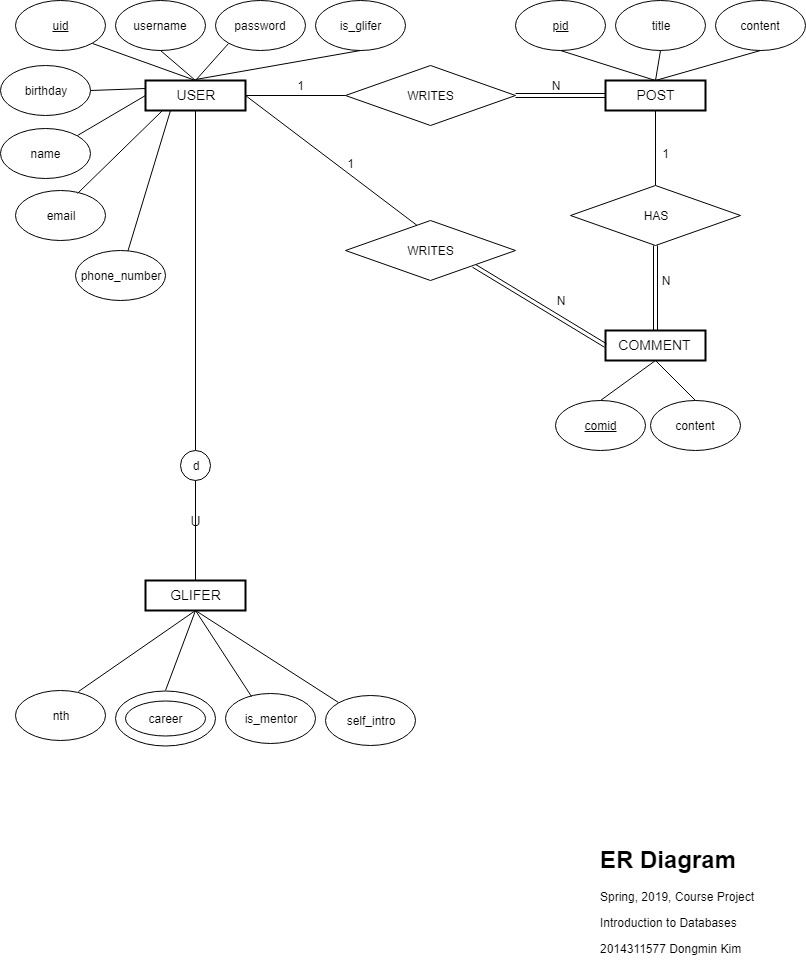 uid
username
password
is_glifer
pid
title
content
birthday
USER
1
WRITES
N
POST
name
1
1
email
HAS
WRITES
phone_number
N
N
COMMENT
comid
content
d
U
GLIFER
nth
career
is_mentor
self_intro
ER Diagram
Spring, 2019, Course Project
Introduction to Databases
2014311577 Dongmin Kim